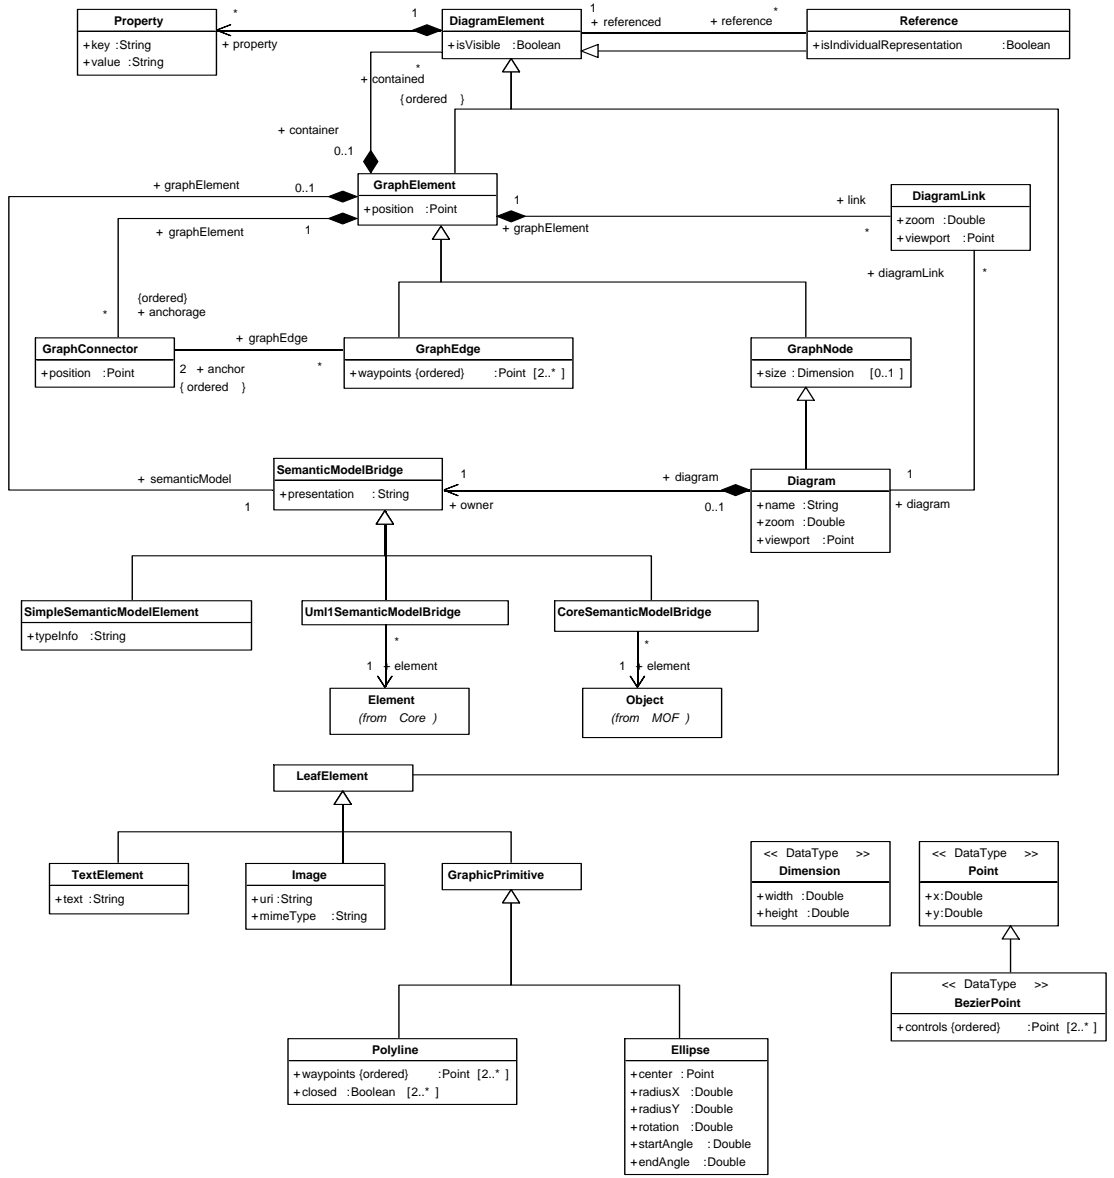 Property
+ key : String
+ value : String
*
+ property
1
DiagramElement
+ isVisible : Boolean
1
+ referenced
*
+ reference
Reference
+ isIndividualRepresentation : Boolean
*
+ contained
{ordered }
+ container
0..1
+ graphElement
0..1
GraphElement
+ position : Point
1
+ graphElement
+ link
*
DiagramLink
+ zoom : Double
+ viewport : Point
+ graphElement
1
+ diagramLink
*
{ordered}
+ anchorage
*
GraphConnector
+ position : Point
+ graphEdge
2 + anchor
{ ordered }
*
GraphEdge
+ waypoints {ordered} : Point [2..* ]
GraphNode
+ size : Dimension [0..1 ]
+ semanticModel
1
SemanticModelBridge
+ presentation : String
1
+ owner
+ diagram
0..1
Diagram
+ name : String
+ zoom : Double
+ viewport : Point
1
+ diagram
SimpleSemanticModelElement
+ typeInfo : String
Uml1SemanticModelBridge
*
1 + element
CoreSemanticModelBridge
*
1 + element
Element
(from Core )
Object
(from MOF )
LeafElement
TextElement
+ text : String
Image
+ uri : String
+ mimeType : String
GraphicPrimitive
<< DataType >>
Dimension
+ width : Double
+ height : Double
<< DataType >>
Point
+ x:Double
+ y:Double
<< DataType >>
BezierPoint
+ controls {ordered} : Point [2..* ]
Polyline
+ waypoints {ordered} : Point [2..* ]
+ closed : Boolean [2..* ]
Ellipse
+ center : Point
+ radiusX : Double
+ radiusY : Double
+ rotation : Double
+ startAngle : Double
+ endAngle : Double